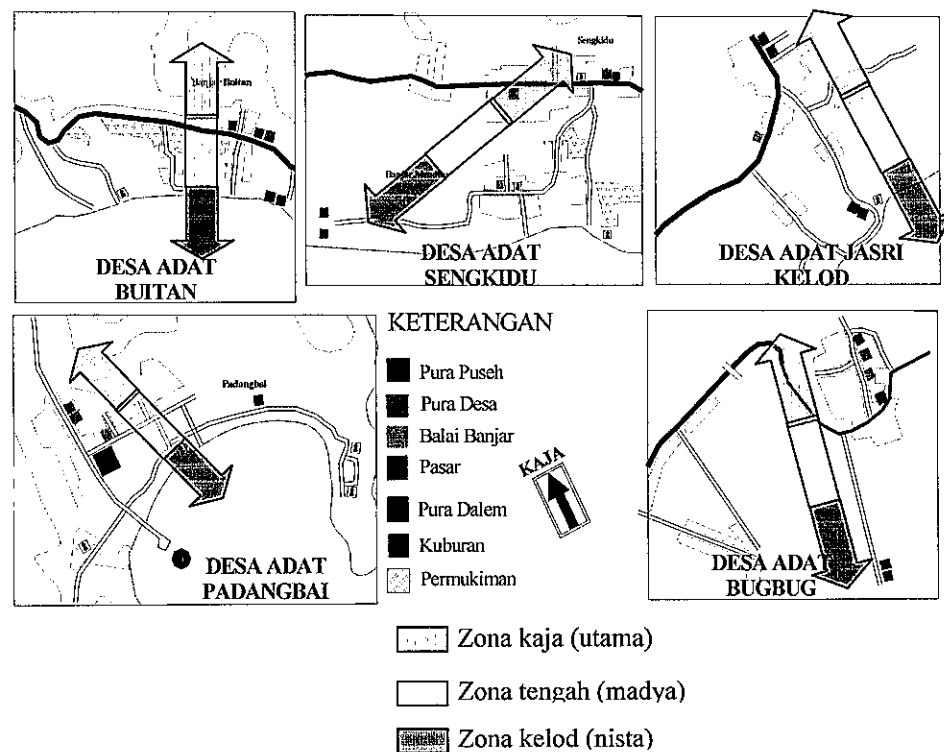 Banjar Buitan
DESA ADAT
BUITAN
Sengkidu
DESA ADAT
SENGKIDU
DESA ADAT JASRI
KELOD
Padangbai
DESA ADAT
PADANGBAI
KETERANGAN
Pura Puseh
Pura Desa
Balai Banjar
Pasar
Pura Dalem
Kuburan
Permukiman
KAJA
DESA ADAT
BUGBUG
Zona kaja (utama)
Zona tengah (madya)
Zona kelod (nista)